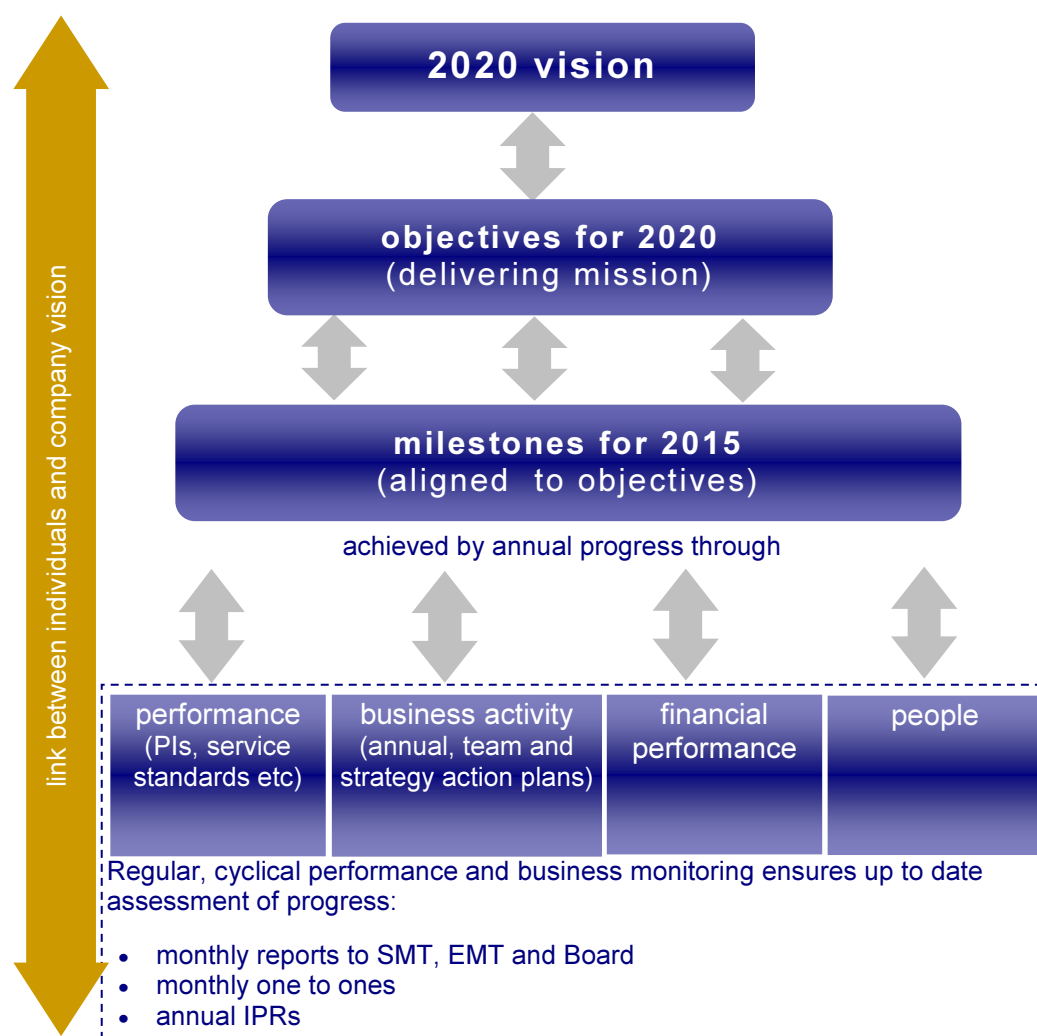 2020 vision
objectives for 2020
(delivering mission)
milestones for 2015
(aligned to objectives)
achieved by annual progress through
link between individuals and company vision
performance
(PIs, service
standards etc)
business activity
(annual, team and
strategy action plans)
financial
performance
people
Regular, cyclical performance and business monitoring ensures up to date
assessment of progress:
• monthly reports to SMT, EMT and Board
• monthly one to ones
• annual IPRs